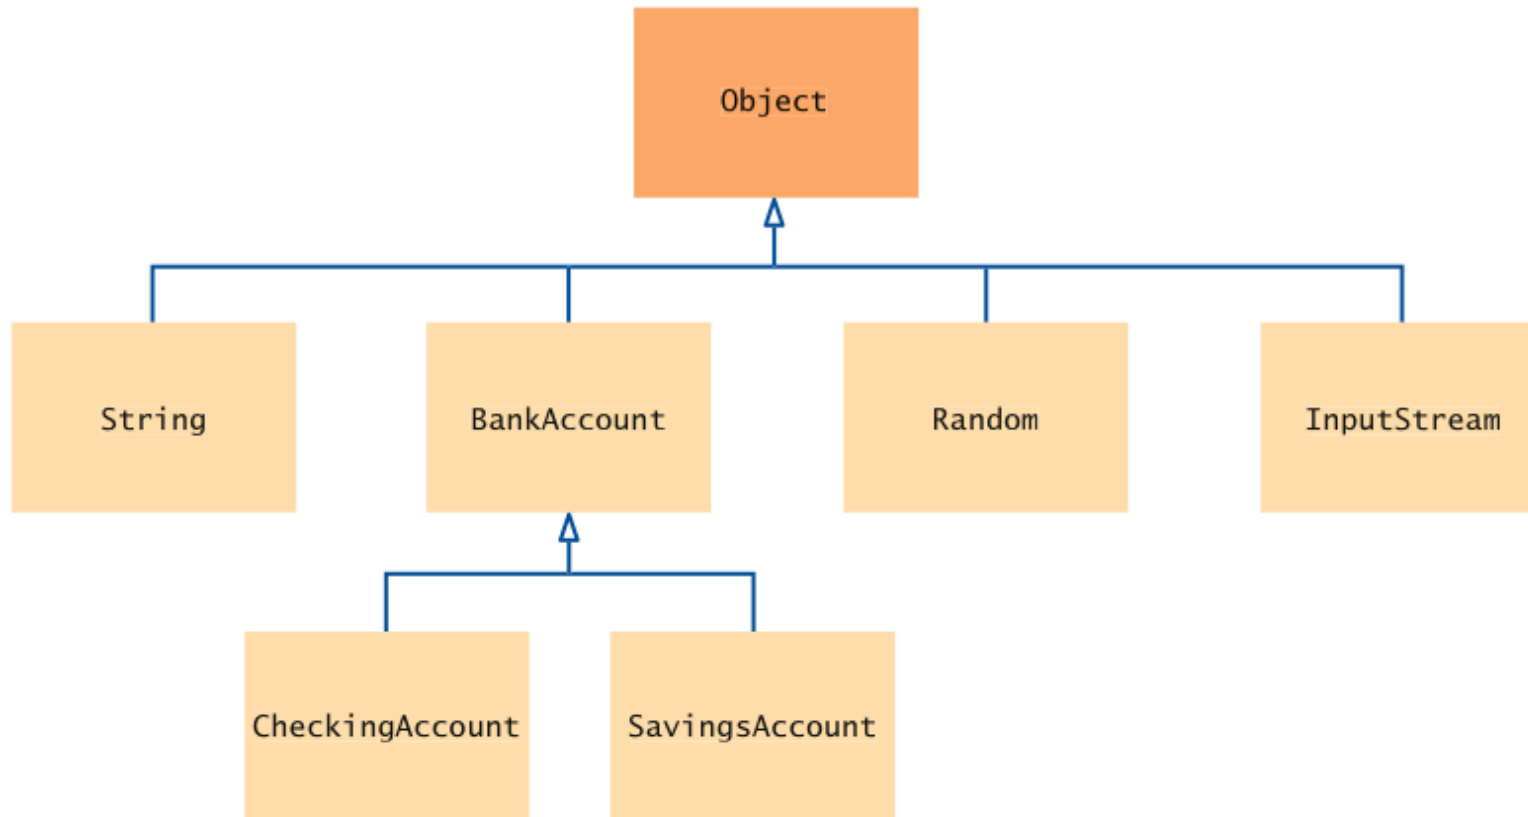 Object
String
BankAccount
Random
InputStream
CheckingAccount
SavingsAccount